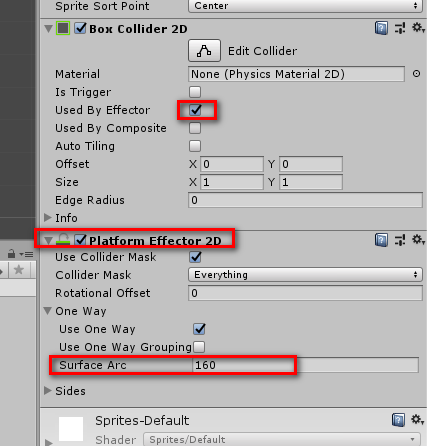 Sprite Sort Point Center
Box Collider 2D
Edit Collider
Material None (Physics Material 2D)
Is Trigger
Used By Effector
Used By Composite
Auto Tiling
Offset X 0 Y 0
Size X 1 Y 1
Edge Radius 0
Info
Platform Effector 2D
Use Collider Mask
Collider Mask Everything
Rotational Offset 0
One Way
Use One Way
Use One Way Grouping
Surface Arc 160
Sides
Sprites-Default
Shader Sprites/Default